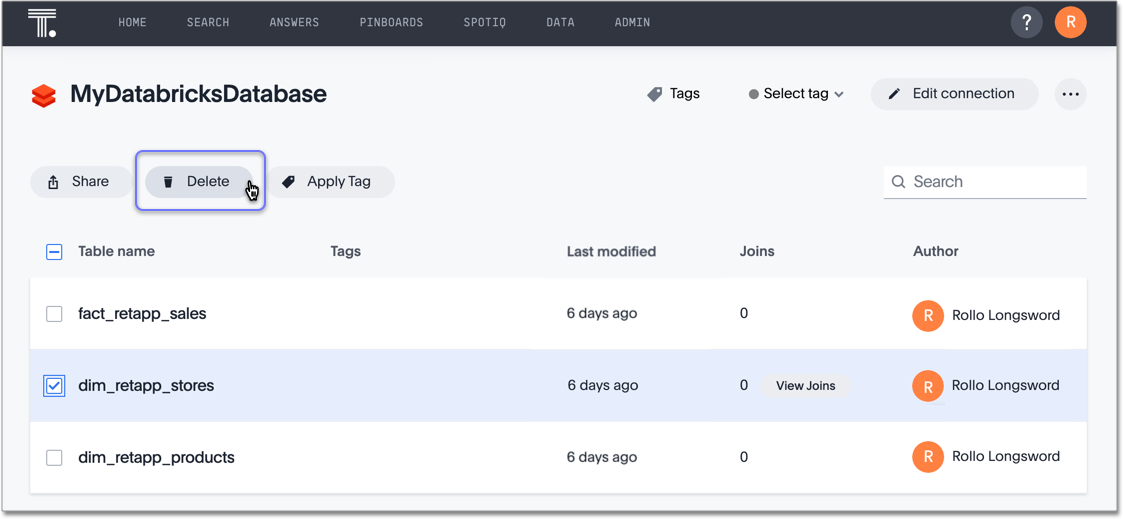 HOME SEARCH ANSWERS PINBOARDS SPOTIQ DATA ADMIN ? R
MyDatabricksDatabase Tags Select tag Edit connection
Share Delete Apply Tag Search
Table name Tags Last modified Joins Author
fact_retapp_sales 6 days ago 0 R Rollo Longsword
dim_retapp_stores 6 days ago 0 View Joins R Rollo Longsword
dim_retapp_products 6 days ago 0 R Rollo Longsword